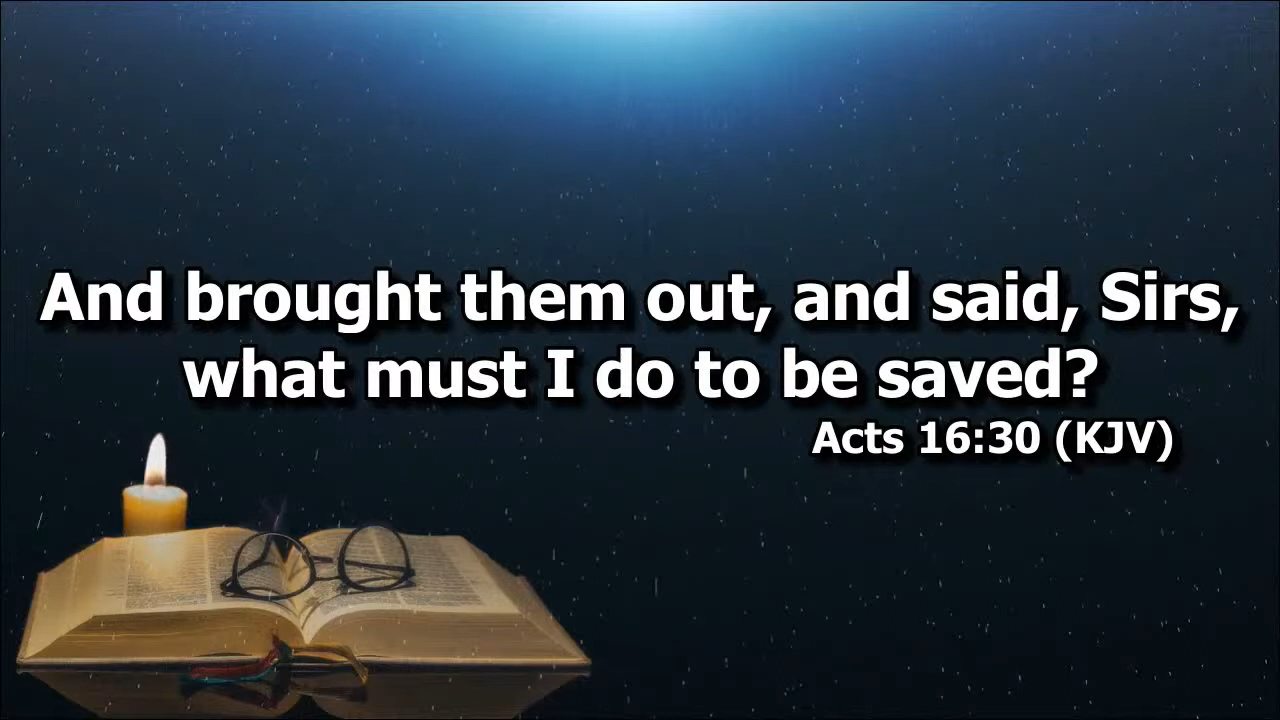 And brought them out, and said, Sirs,
what must I do to be saved?
Acts 16:30 (KJV)